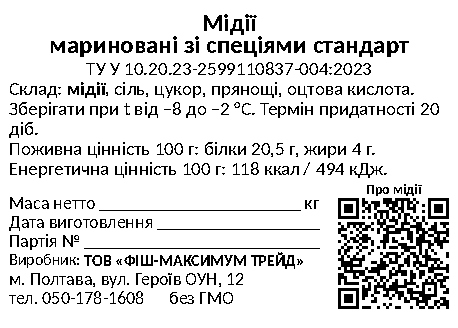 Мідії
мариновані зі спеціями стандарт
ТУ У 10.20.23-2599110837-004:2023
Склад: мідії, сіль, цукор, прянощі, оцтова кислота.
Зберігати при t від –8 до –2 °С. Термін придатності 20
діб.
Поживна цінність 100 г: білки 20,5 г, жири 4 г.
Енергетична цінність 100 г: 118 ккал / 494 кДж.
Про мідії
Маса нетто ______________________ кг
Дата виготовлення __________________
Партія № __________________________
Виробник: ТОВ «ФІШ-МАКСИМУМ ТРЕЙД»
м. Полтава, вул. Героїв ОУН, 12
тел. 050-178-1608 без ГМО